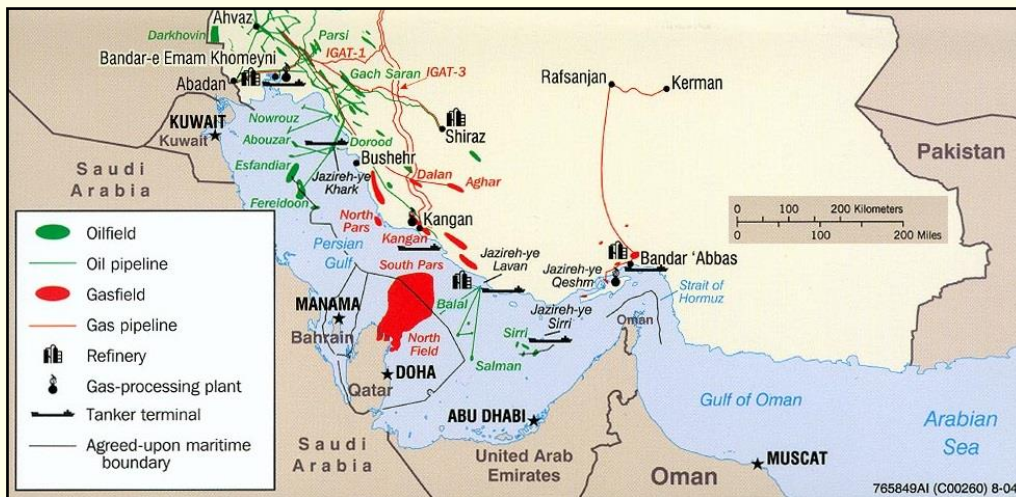 Ahvaz
Darkhovin
Parsi
IGAT-1
Bandar-e Emam Khomeyni
IGAT-3
Gach Saran
Abadan
Rafsanjan
Kerman
Nowrouz
KUWAIT
Kuwait
Shiraz
Abouzar
Dorood
Pakistan
Bushehr
Esfandiar
Jazireh-ye
Khark
Dalan
Aghar
Saudi
Arabia
Fereidoon
0 100 200 Kilometers
0 100 200 Miles
North
Pars
Kangan
Kangan
Persian
Gulf
South Pars
Jazireh-ye
Lavan
Jazireh-ye
Qeshm
Bandar 'Abbas
Strait of
Hormuz
MANAMA
Bahrain
Balal
Jazireh-ye
Sirri
Oman
North
Field
Sirri
Salman
DOHA
Qatar
Gulf of Oman
ABU DHABI
Arabian
Sea
Saudi
Arabia
United Arab
Emirates
Oman
MUSCAT
765849AI (C00260) 8-04
Oilfield
Oil pipeline
Gasfield
Gas pipeline
Refinery
Gas-processing plant
Tanker terminal
Agreed-upon maritime
boundary